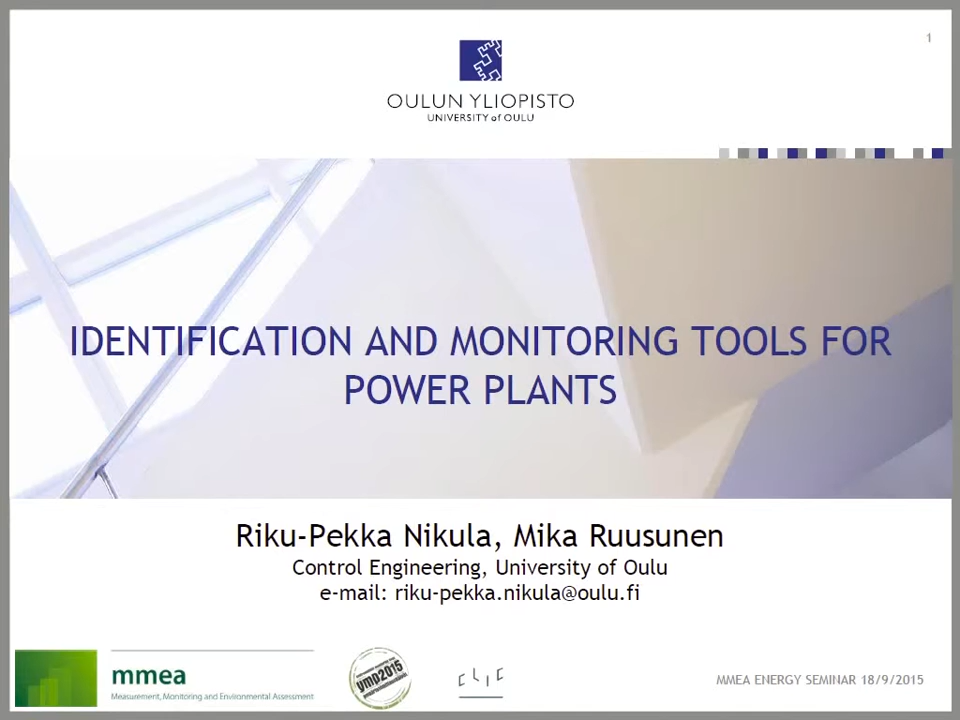 1
OULUN YLIOPISTO
UNIVERSITY of OULU
IDENTIFICATION AND MONITORING TOOLS FOR
POWER PLANTS
Riku-Pekka Nikula, Mika Ruusunen
Control Engineering, University of Oulu
e-mail: riku-pekka.nikula@oulu.fi
mmea
Measurement, Monitoring and Environmental Assessment
ymp2015
CLIC
MMEA ENERGY SEMINAR 18/9/2015